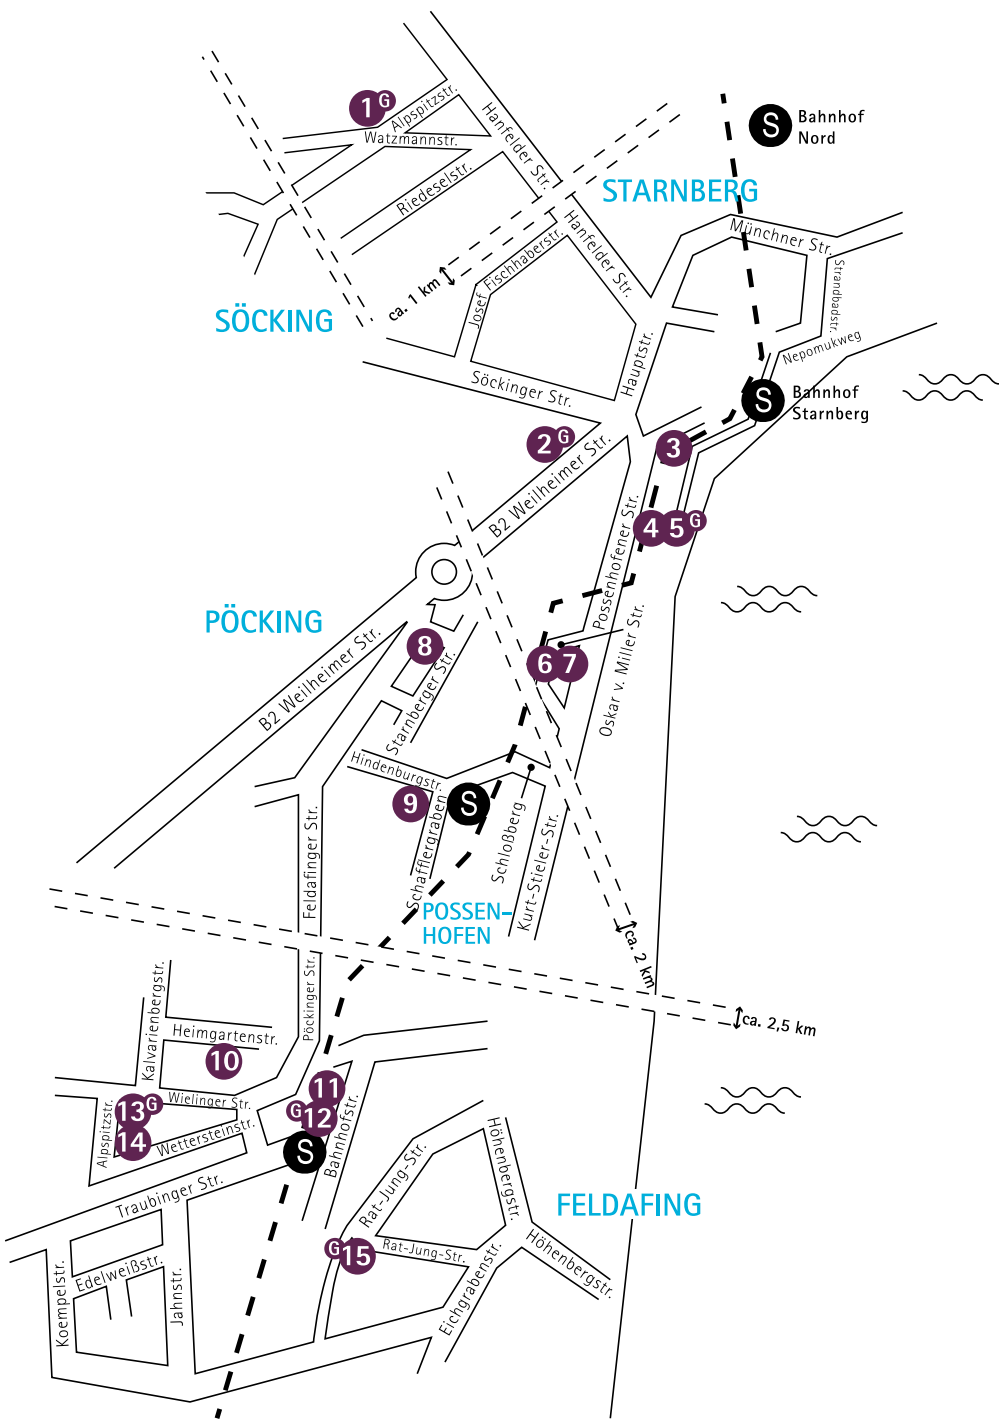 1 G
Alpspitzstr.
Watzmannstr.
Riedeselstr.
Hanfelder Str.
S
Bahnhof
Nord
STARNBERG
Münchner Str.
Hanfelder Str.
Josef Fischhaberstr.
ca. 1 km
SÖCKING
Strandbadstr.
Nepomukweg
Hauptstr.
Söckinger Str.
S
Bahnhof
Starnberg
2 G
B2 Weilheimer Str.
3
4
5 G
Possenhofener Str.
PÖCKING
B2 Weilheimer Str.
8
Starnberger Str.
6
7
Oskar v. Miller Str.
Hindenburgstr.
9
S
Schafflergraben
Schloßberg
Kurt-Stieler-Str.
Feldafinger Str.
POSSEN-
HOFEN
ca. 2 km
ca. 2,5 km
Kalvarienbergstr.
Heimgartenstr.
10
Pöckinger Str.
Wielinger Str.
11
G 12
13 G
14
Alpspitzstr.
Wettersteinstr.
S
Bahnhofstr.
Traubinger Str.
Rat-Jung-Str.
Höhenbergstr.
FELDAFING
G 15
Rat-Jung-Str.
Höhenbergstr.
Eichgrabenstr.
Edelweißstr.
Koempelstr.
Jahnstr.